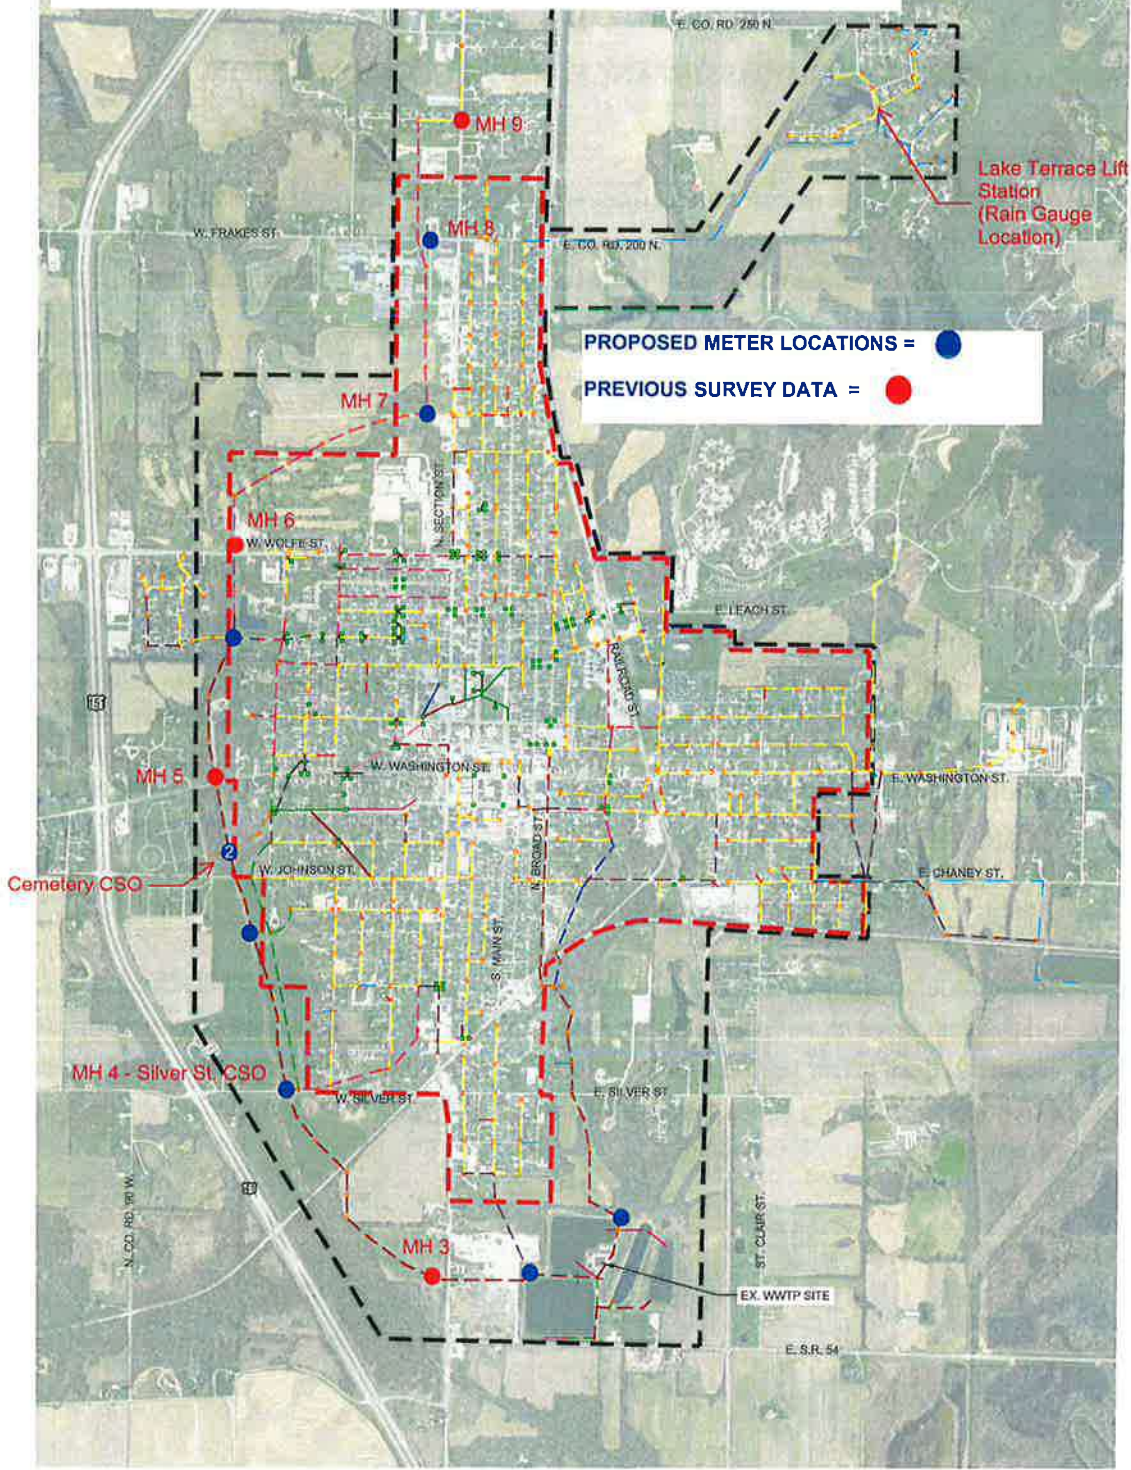 E. CO. RD. 250 N.
MH 9
Lake Terrace Lift
Station
(Rain Gauge
Location)
MH 8
W. FRAKES ST.
E. CO. RD. 200 N.
PROPOSED METER LOCATIONS =
PREVIOUS SURVEY DATA =
MH 7
N. SECTION ST.
MH 6
W. WOLFE ST.
E. LEACH ST.
RAILROAD ST.
MH 5
W. WASHINGTON ST.
E. WASHINGTON ST.
2
N. BROAD ST.
Cemetery CSO
W. JOHNSON ST.
E. CHANEY ST.
S. MAIN ST.
MH 4 - Silver St. CSO
W. SILVER ST.
E. SILVER ST.
N. CO. RD. 90 W.
ST. CLAIR ST.
MH 3
EX. WWTP SITE
E. S.R. 54